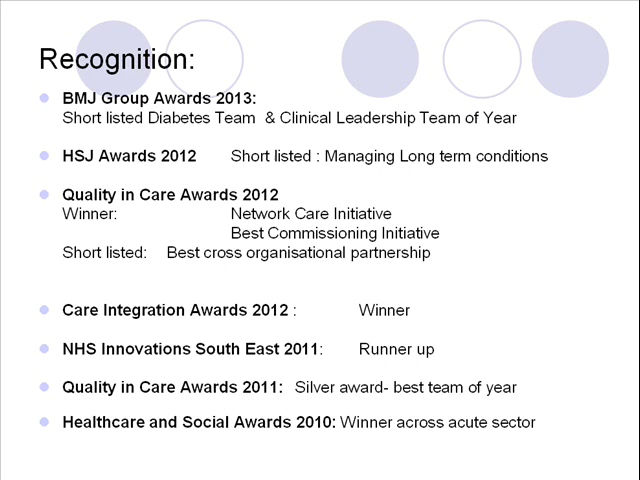 Recognition:
BMJ Group Awards 2013:
Short listed Diabetes Team & Clinical Leadership Team of Year
HSJ Awards 2012 Short listed : Managing Long term conditions
Quality in Care Awards 2012
Winner: Network Care Initiative
Best Commissioning Initiative
Short listed: Best cross organisational partnership
Care Integration Awards 2012 : Winner
NHS Innovations South East 2011: Runner up
Quality in Care Awards 2011: Silver award- best team of year
Healthcare and Social Awards 2010: Winner across acute sector